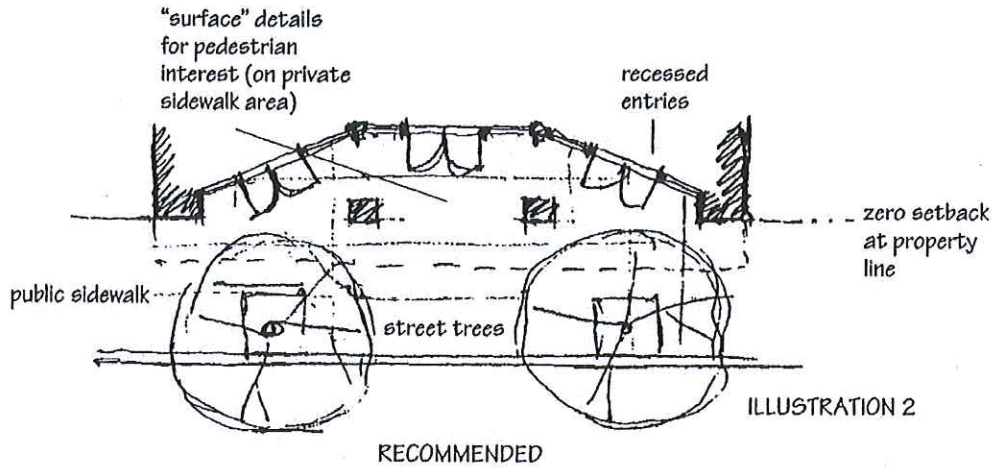 “surface” details
for pedestrian
interest (on private
sidewalk area)
recessed
entries
zero setback
at property
line
public sidewalk
street trees
ILLUSTRATION 2
RECOMMENDED